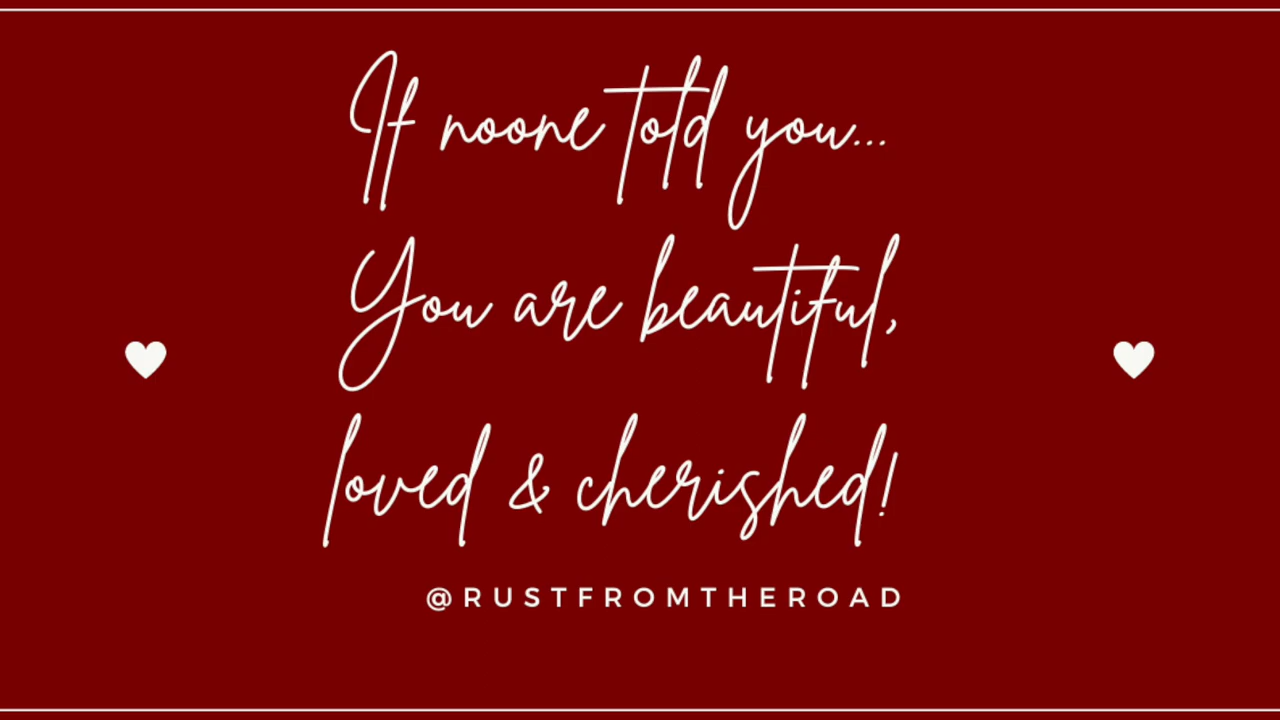 If noone told you...
You are beautiful,
loved & cherished!
@RUSTFROMTHEROAD